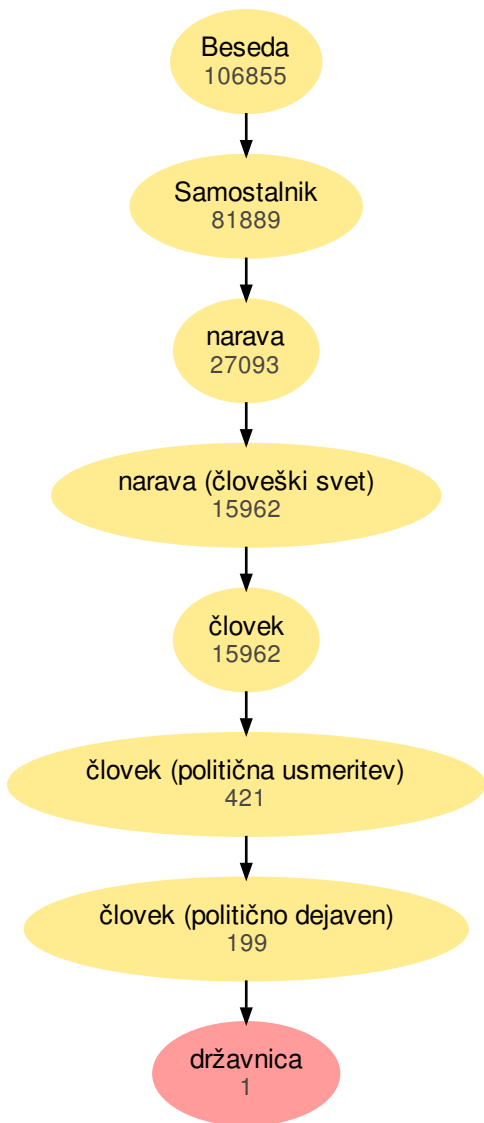 Beseda
106855
Samostalnik
81889
narava
27093
narava (človeški svet)
15962
človek
15962
človek (politična usmeritev)
421
človek (politično dejaven)
199
državnica
1